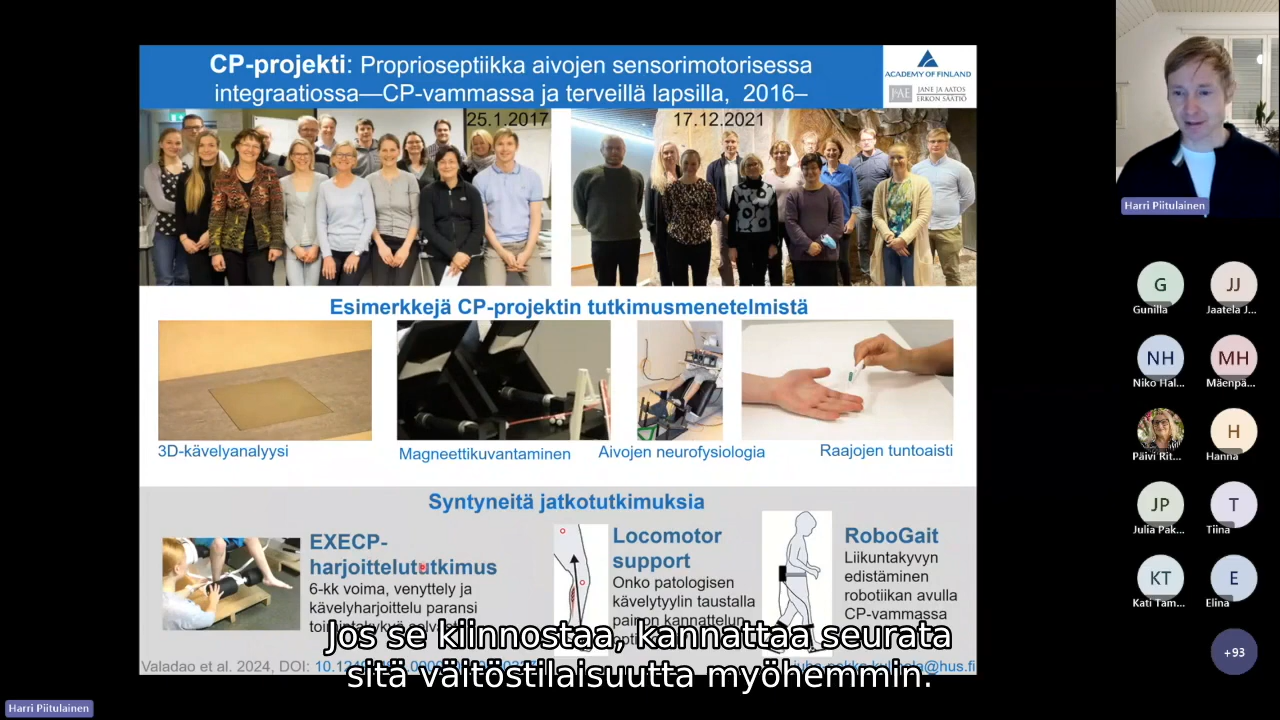 CP-projekti: Proprioseptiikka aivojen sensorimotorisessa
integraatiossa—CP-vammassa ja terveillä lapsilla, 2016–
ACADEMY OF FINLAND
JANE JA AATOS
ERKON SÄÄTIÖ
25.1.2017
17.12.2021
Esimerkkejä CP-projektin tutkimusmenetelmistä
3D-kävelyanalyysi
Magneettikuvantaminen
Aivojen neurofysiologia
Raajojen tuntoaisti
Syntyneitä jatkotutkimuksia
EXECP-
harjoittelututkimus
6-kk voima, venyttely ja
kävelyharjoittelu paransi
Locomotor
support
Onko patologisen
kävelytyylin taustalla
painon kannattelun
RoboGait
Liikuntakyvyn
edistäminen
robotiikan avulla
CP-vammassa
Valadao et al. 2024, DOI:
@hus.fi
Jos se kiinnostaa, kannattaa seurata
sitä väitöstilaisuutta myöhemmin.
Harri Piitulainen
Harri Piitulainen
G
Gunilla
JJ
Jaatela J...
NH
Niko Hal...
MH
Mäenpä...
Päivi Rit...
H
Hanna
JP
Julia Pak...
T
Tiina
KT
Kati Tam...
E
Elina
+93